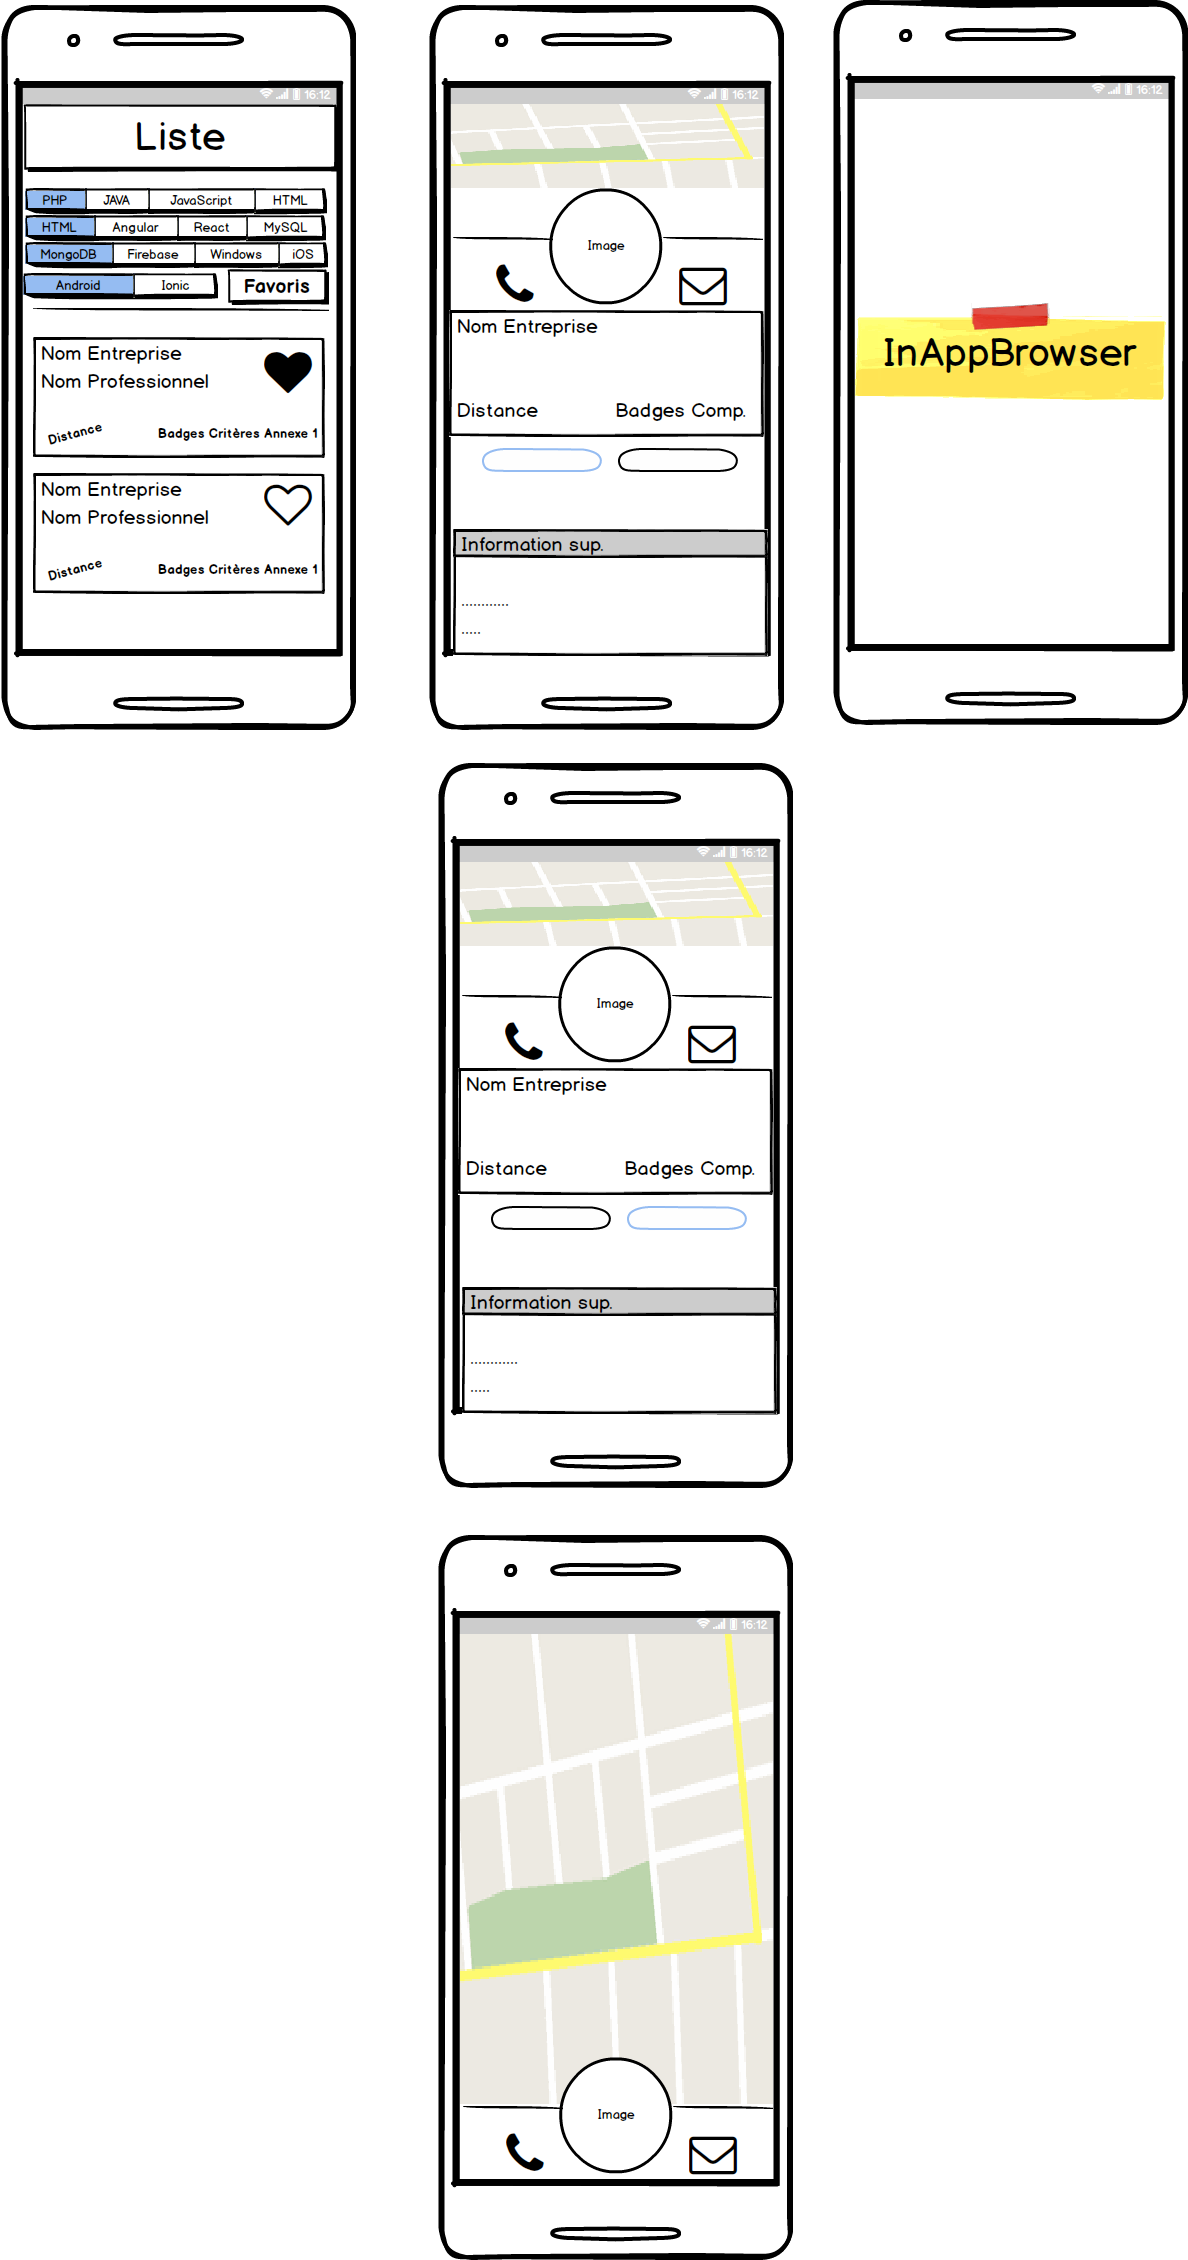 16:12
Liste
PHP JAVA JavaScript HTML
HTML Angular React MySQL
MongoDB Firebase Windows iOS
Android Ionic Favoris
Nom Entreprise
Nom Professionnel
Distance Badges Critères Annexe 1
Nom Entreprise
Nom Professionnel
Distance Badges Critères Annexe 1
16:12
Image
Nom Entreprise
Distance Badges Comp.
Information sup.
............
.....
16:12
InAppBrowser
16:12
Image
Nom Entreprise
Distance Badges Comp.
Information sup.
............
.....
16:12
Image